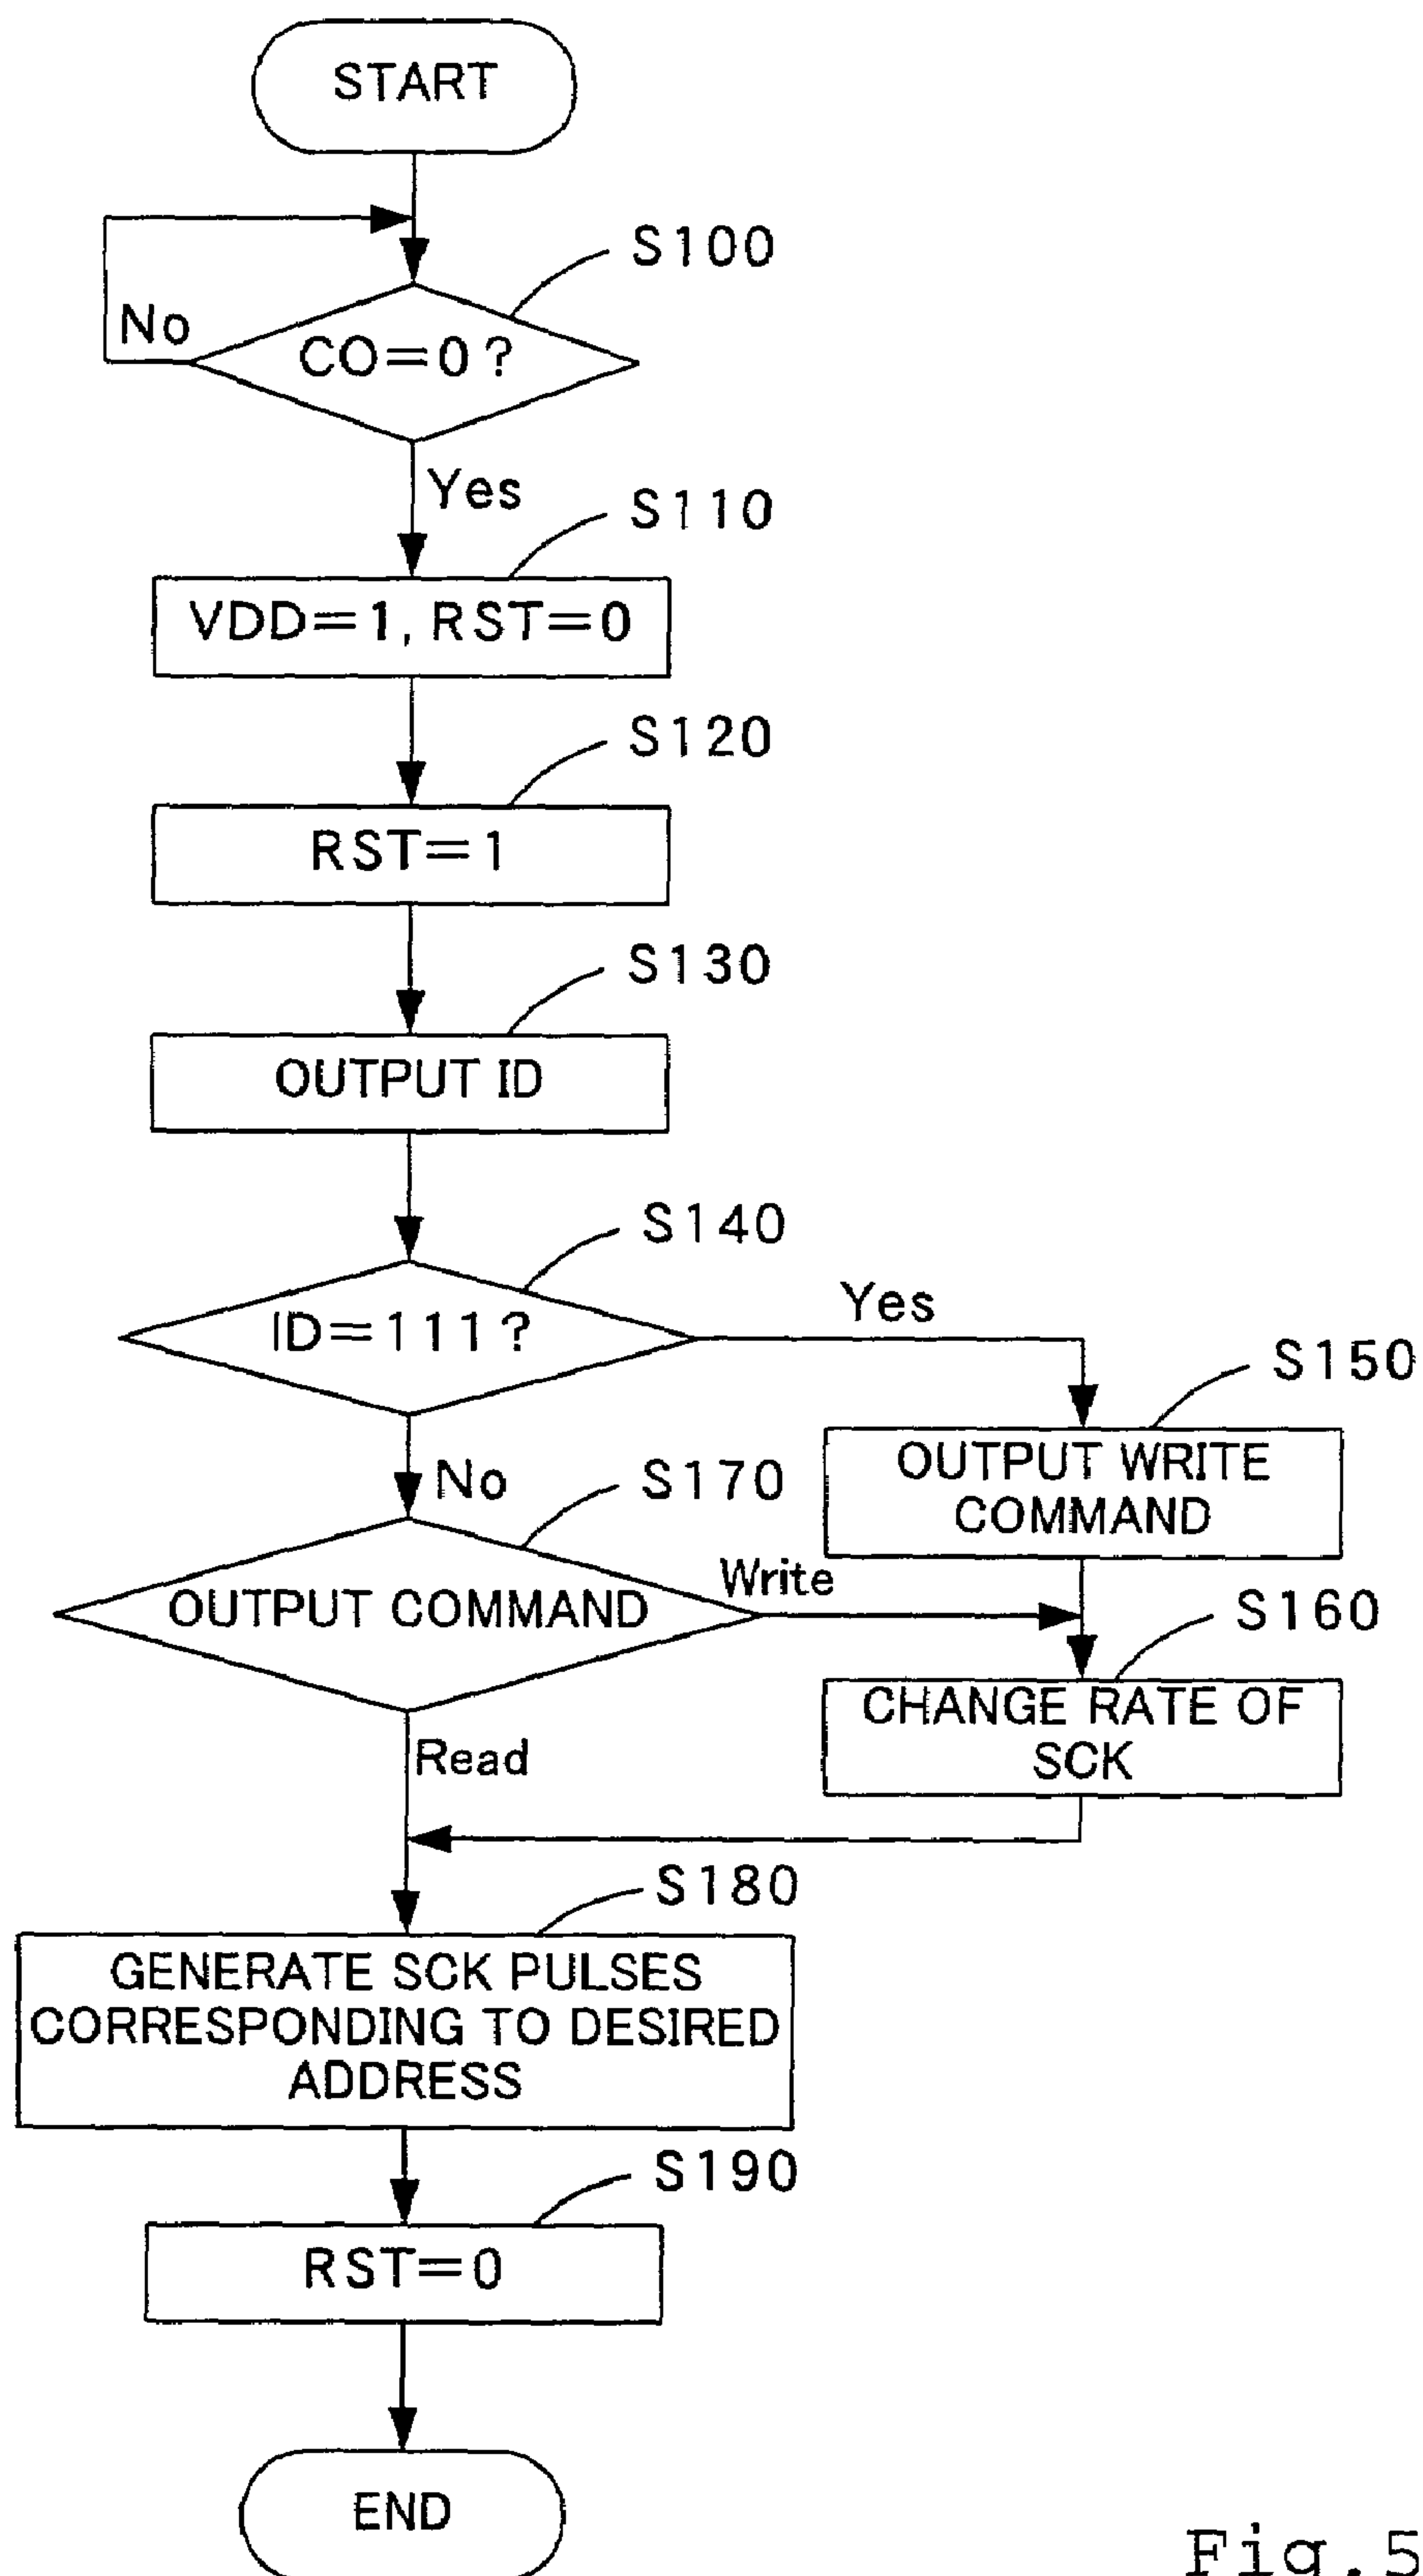 START
S100
No
CO=0?
Yes
S110
VDD=1, RST=0
S120
RST=1
S130
OUTPUT ID
S140
ID=111?
Yes
S150
OUTPUT WRITE
COMMAND
No
S170
Write
OUTPUT COMMAND
S160
CHANGE RATE OF
SCK
Read
S180
GENERATE SCK PULSES
CORRESPONDING TO DESIRED
ADDRESS
S190
RST=0
END
Fig.5